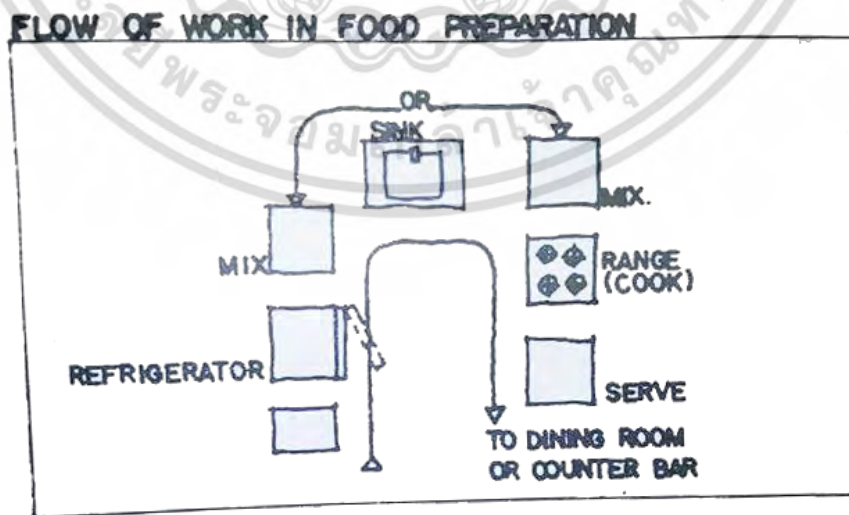 FLOW OF WORK IN FOOD PREPARATION
OR
SINK
MIX.
MIX
RANGE
(COOK)
REFRIGERATOR
SERVE
TO DINING ROOM
OR COUNTER BAR